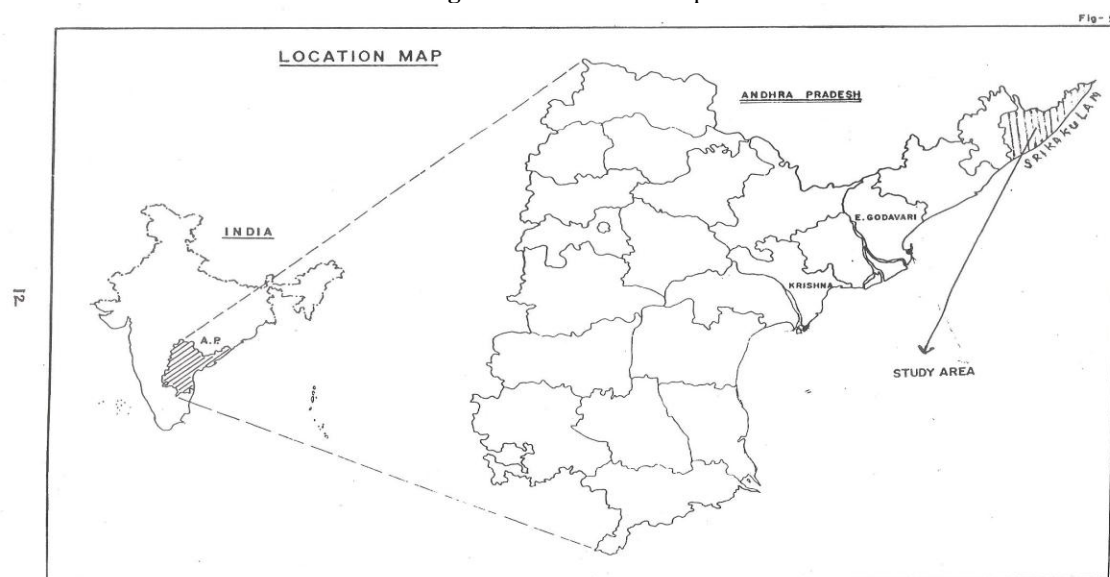 Fig-
LOCATION MAP
ANDHRA PRADESH
SRIKAKULAM
E. GODAVARI
INDIA
KRISHNA
12
A.P.
STUDY AREA